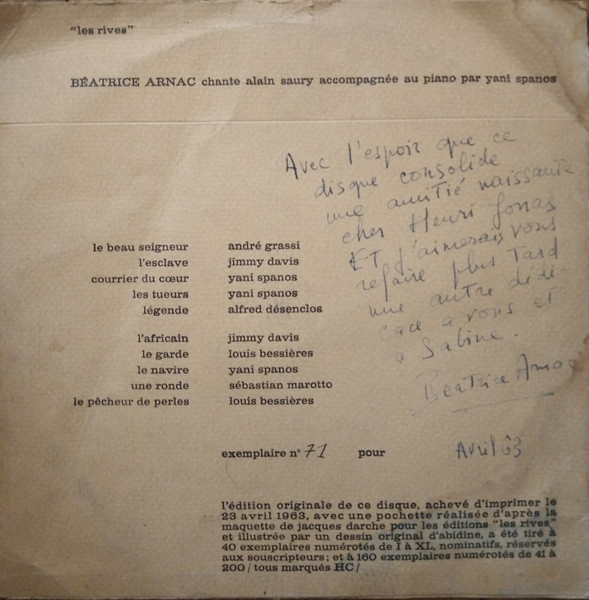 "les rives"
BÉATRICE ARNAC chante alain saury accompagnée au piano par yani spanos
Avec l'espoir que ce
disque consolide
une amitié naissante
cher Henri Jonas
Et j'aimerais vous
refaire plus tard
une autre dédi
cace à vous et
à Sabine.
Béatrice Arnac
le beau seigneur andré grassi
l'esclave jimmy davis
courrier du cœur yani spanos
les tueurs yani spanos
légende alfred désenclos
l'africain jimmy davis
le garde louis bessières
le navire yani spanos
une ronde sébastian marotto
le pêcheur de perles louis bessières
exemplaire n° 71 pour Avril 63
l'édition originale de ce disque, achevé d'imprimer le
23 avril 1963, avec une pochette réalisée d'après la
maquette de jacques darche pour les éditions "les rives"
et illustrée par un dessin original d'abidine, a été tiré à
40 exemplaires numérotés de I à XL, nominatifs, réservés
aux souscripteurs; et à 160 exemplaires numérotés de 41 à
200 / tous marqués HC /